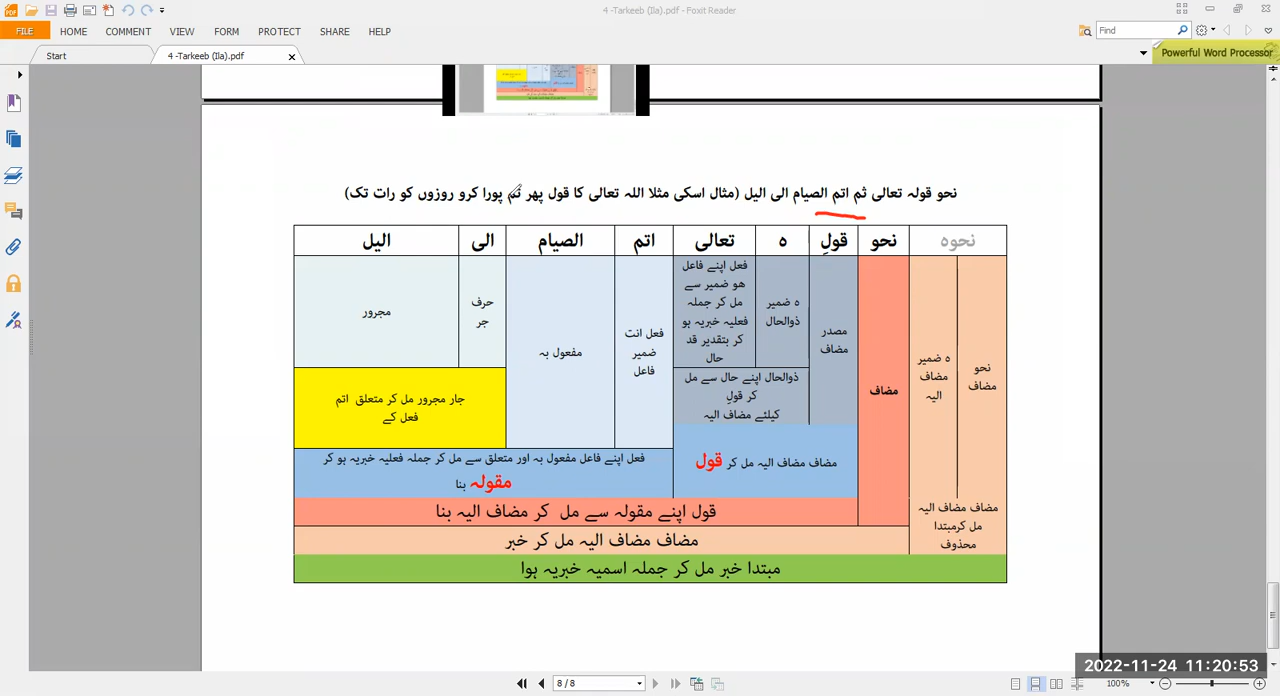 4 -Tarkeeb (Ila).pdf - Foxit Reader
FILE HOME COMMENT VIEW FORM PROTECT SHARE HELP
Find
Start
4 -Tarkeeb (Ila).pdf
Powerful Word Processor
نحو قولہ تعالی ثم اتم الصیام الی الیل (مثال اسکی مثلا اللہ تعالی کا قول پھر تم پورا کرو روزوں کو رات تک)
نحوہ
نحو
قولِ
ہ
تعالی
اتم
الصیام
الی
الیل
نحو
مضاف
ہ ضمیر
مضاف
الیہ
مضاف
مصدر
مضاف
ہ ضمیر
ذوالحال
فعل اپنے فاعل
ھو ضمیر سے
مل کر جملہ
فعلیہ خبریہ ہو
کر بتقدیر قد
حال
فعل انت
ضمیر
فاعل
مفعول بہ
حرف
جر
مجرور
ذوالحال اپنے حال سے مل
کر قولِ
کیلئے مضاف الیہ
جار مجرور مل کر متعلق اتم
فعل کے
مضاف مضاف الیہ مل کر قول
فعل اپنے فاعل مفعول بہ اور متعلق سے مل کر جملہ فعلیہ خبریہ ہو کر
مقولہ بنا
مضاف مضاف الیہ
مل کرمبتدا
محذوف
قول اپنے مقولہ سے مل کر مضاف الیہ بنا
مضاف مضاف الیہ مل کر خبر
مبتدا خبر مل کر جملہ اسمیہ خبریہ ہوا
2022-11-24 11:20:53
8 / 8
100%